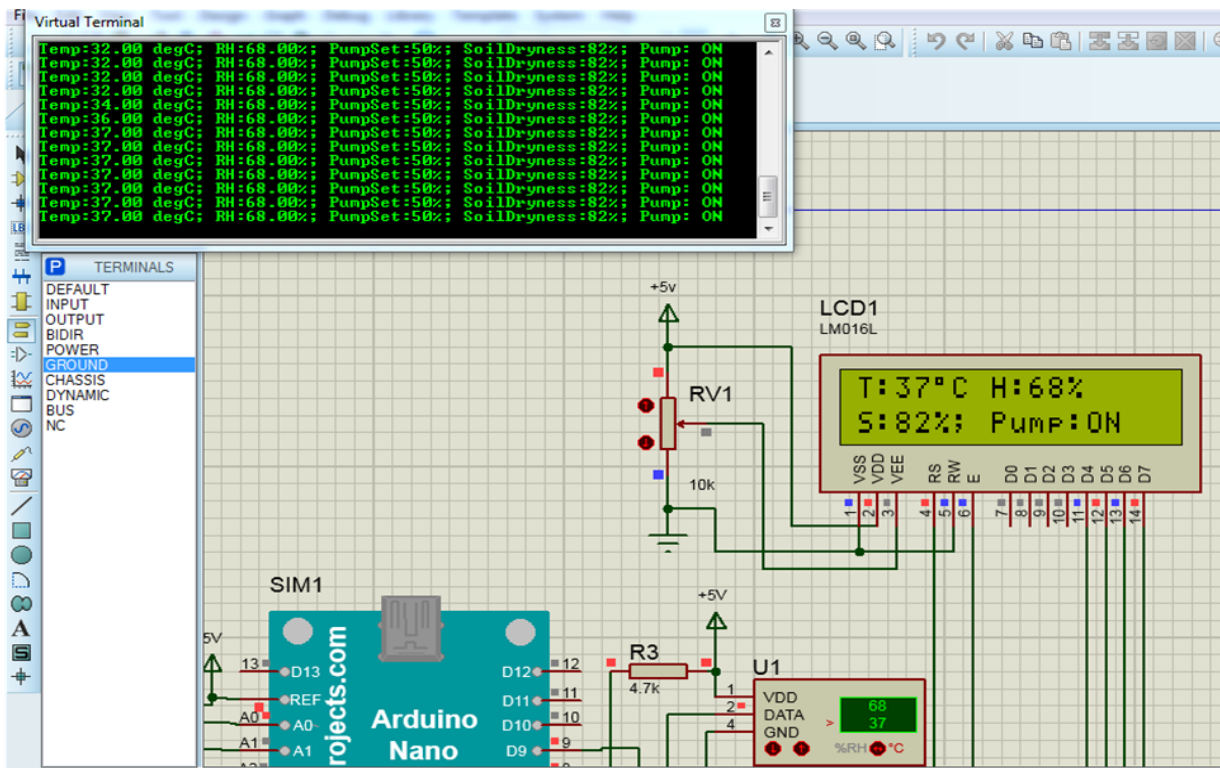 Virtual Terminal
Temp:32.00 degC; RH:68.00%; PumpSet:50%; SoilDryness:82%; Pump: ON
Temp:32.00 degC; RH:68.00%; PumpSet:50%; SoilDryness:82%; Pump: ON
Temp:32.00 degC; RH:68.00%; PumpSet:50%; SoilDryness:82%; Pump: ON
Temp:32.00 degC; RH:68.00%; PumpSet:50%; SoilDryness:82%; Pump: ON
Temp:34.00 degC; RH:68.00%; PumpSet:50%; SoilDryness:82%; Pump: ON
Temp:36.00 degC; RH:68.00%; PumpSet:50%; SoilDryness:82%; Pump: ON
Temp:37.00 degC; RH:68.00%; PumpSet:50%; SoilDryness:82%; Pump: ON
Temp:37.00 degC; RH:68.00%; PumpSet:50%; SoilDryness:82%; Pump: ON
Temp:37.00 degC; RH:68.00%; PumpSet:50%; SoilDryness:82%; Pump: ON
Temp:37.00 degC; RH:68.00%; PumpSet:50%; SoilDryness:82%; Pump: ON
Temp:37.00 degC; RH:68.00%; PumpSet:50%; SoilDryness:82%; Pump: ON
Temp:37.00 degC; RH:68.00%; PumpSet:50%; SoilDryness:82%; Pump: ON
Temp:37.00 degC; RH:68.00%; PumpSet:50%; SoilDryness:82%; Pump: ON
P TERMINALS
DEFAULT
INPUT
OUTPUT
BIDIR
POWER
GROUND
CHASSIS
DYNAMIC
BUS
NC
+5v
RV1
10k
LCD1
LM016L
T:37°C H:68%
S:82%; Pump:ON
VSS VDD VEE RS RW E D0 D1 D2 D3 D4 D5 D6 D7
1 2 3 4 5 6 7 8 9 10 11 12 13 14
SIM1
5V
13 D13
REF
A0 A0
A1 A1
rojects.com
Arduino
Nano
D12 12
D11 11
D10 10
D9 9
+5V
R3
4.7k
U1
1 VDD
2 DATA
4 GND
> 68
37
%RH °C